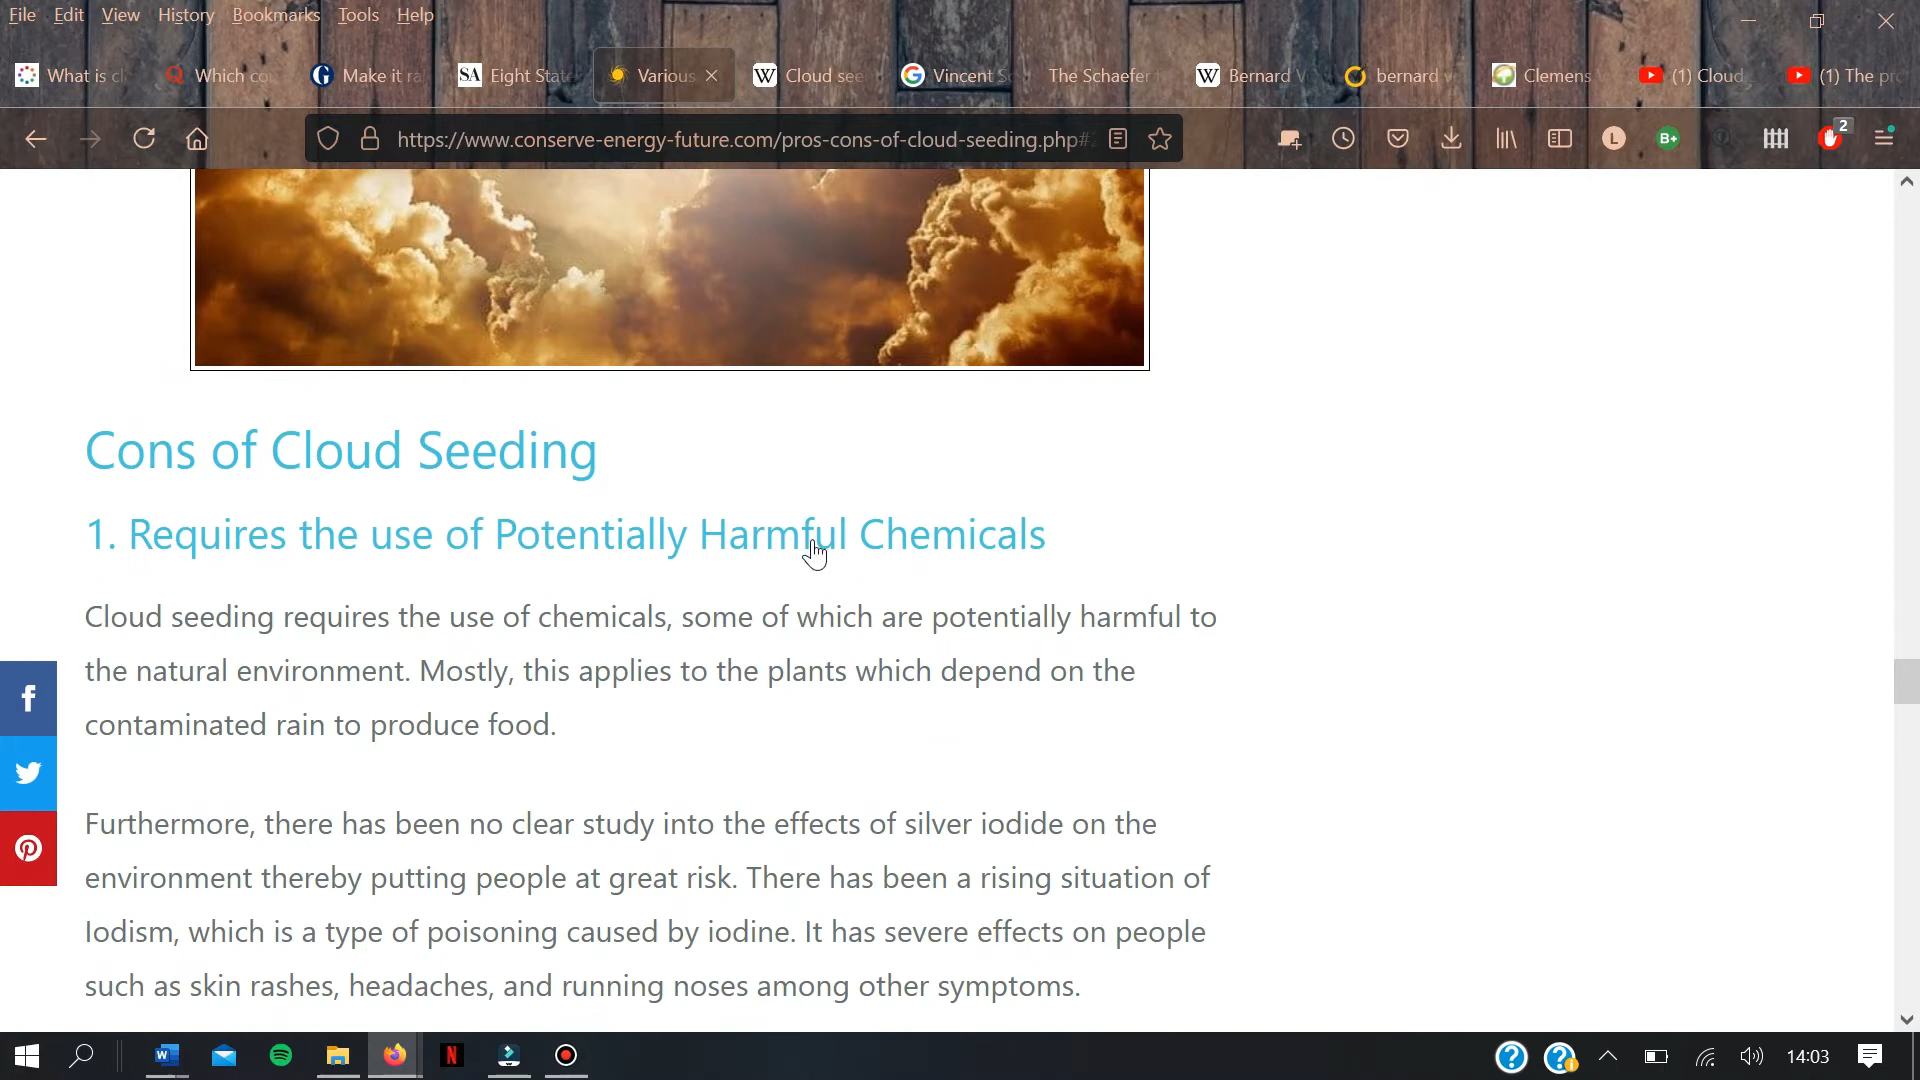 File Edit View History Bookmarks Tools Help
What is cl
Which cou
Make it ra
SA Eight State
Various
W Cloud see
G Vincent Sc
The Schaefer
W Bernard V
bernard v
Clemens
(1) Cloud
(1) The pr
https://www.conserve-energy-future.com/pros-cons-of-cloud-seeding.php#
B+
L
2
Cons of Cloud Seeding
1. Requires the use of Potentially Harmful Chemicals
Cloud seeding requires the use of chemicals, some of which are potentially harmful to
the natural environment. Mostly, this applies to the plants which depend on the
contaminated rain to produce food.
Furthermore, there has been no clear study into the effects of silver iodide on the
environment thereby putting people at great risk. There has been a rising situation of
Iodism, which is a type of poisoning caused by iodine. It has severe effects on people
such as skin rashes, headaches, and running noses among other symptoms.
14:03